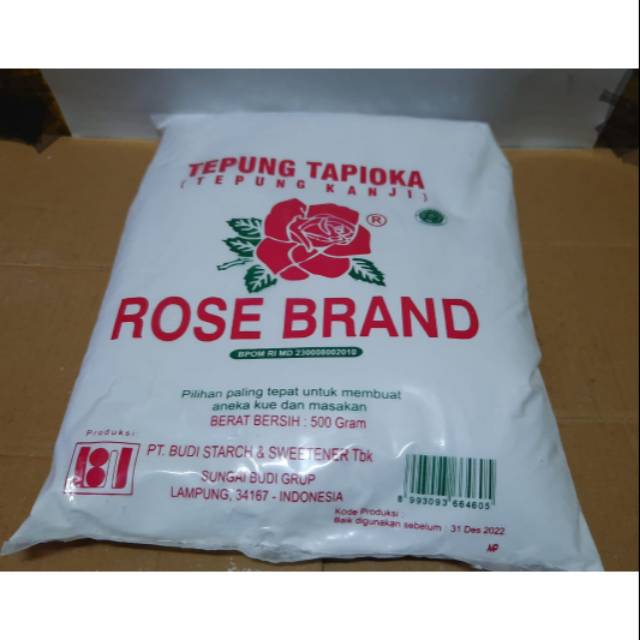 TEPUNG TAPIOKA
( TEPUNG KANJI )
®
ROSE BRAND
BPOM RI MD 230008002010
Pilihan paling tepat untuk membuat
aneka kue dan masakan
BERAT BERSIH : 500 Gram
Produksi:
PT. BUDI STARCH & SWEETENER Tbk
SUNGAI BUDI GRUP
LAMPUNG, 34167 - INDONESIA
8 993093 664605
Kode Produksi :
Baik digunakan sebelum : 31 Des 2022